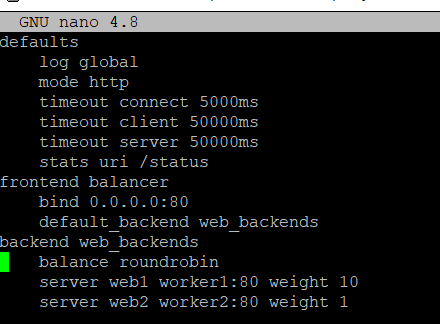 GNU nano 4.8
defaults
log global
mode http
timeout connect 5000ms
timeout client 50000ms
timeout server 50000ms
stats uri /status
frontend balancer
bind 0.0.0.0:80
default_backend web_backends
backend web_backends
balance roundrobin
server web1 worker1:80 weight 10
server web2 worker2:80 weight 1